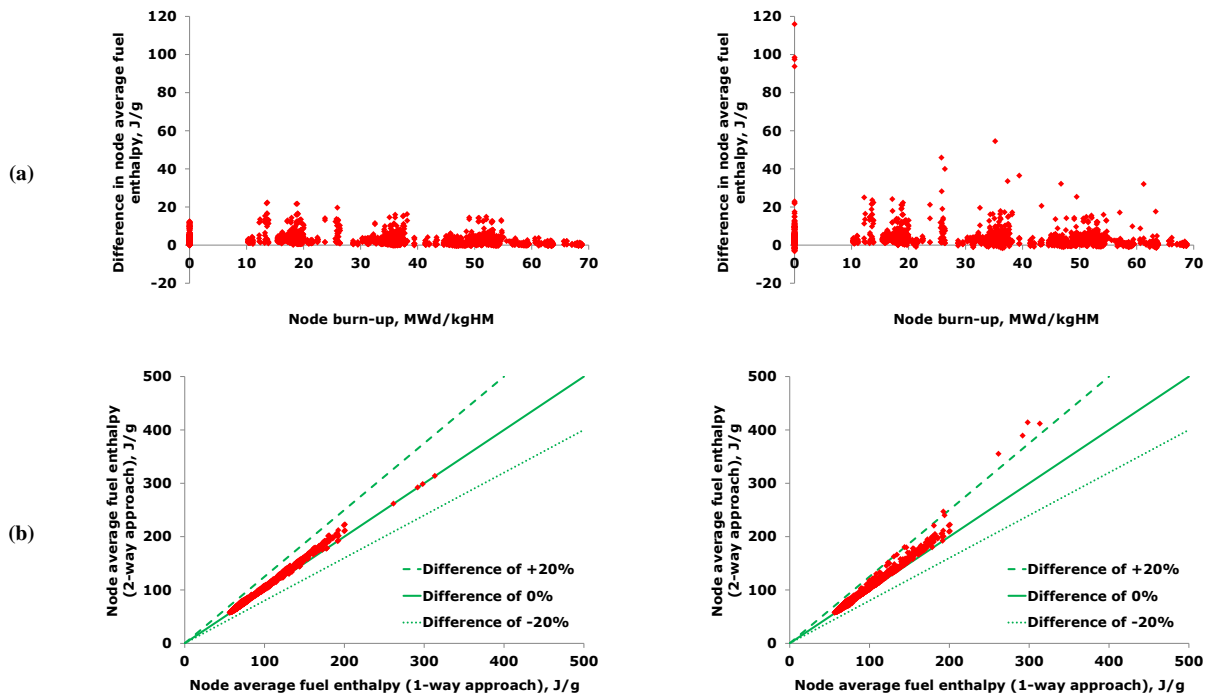 (a)
Difference in node average fuel
enthalpy, J/g
120
100
80
60
40
20
0
-20
0 10 20 30 40 50 60 70
Node burn-up, MWd/kgHM
Difference in node average fuel
enthalpy, J/g
120
100
80
60
40
20
0
-20
0 10 20 30 40 50 60 70
Node burn-up, MWd/kgHM
(b)
Node average fuel enthalpy
(2-way approach), J/g
500
400
300
200
100
0
Difference of +20%
Difference of 0%
Difference of -20%
0 100 200 300 400 500
Node average fuel enthalpy (1-way approach), J/g
Node average fuel enthalpy
(2-way approach), J/g
500
400
300
200
100
0
Difference of +20%
Difference of 0%
Difference of -20%
0 100 200 300 400 500
Node average fuel enthalpy (1-way approach), J/g